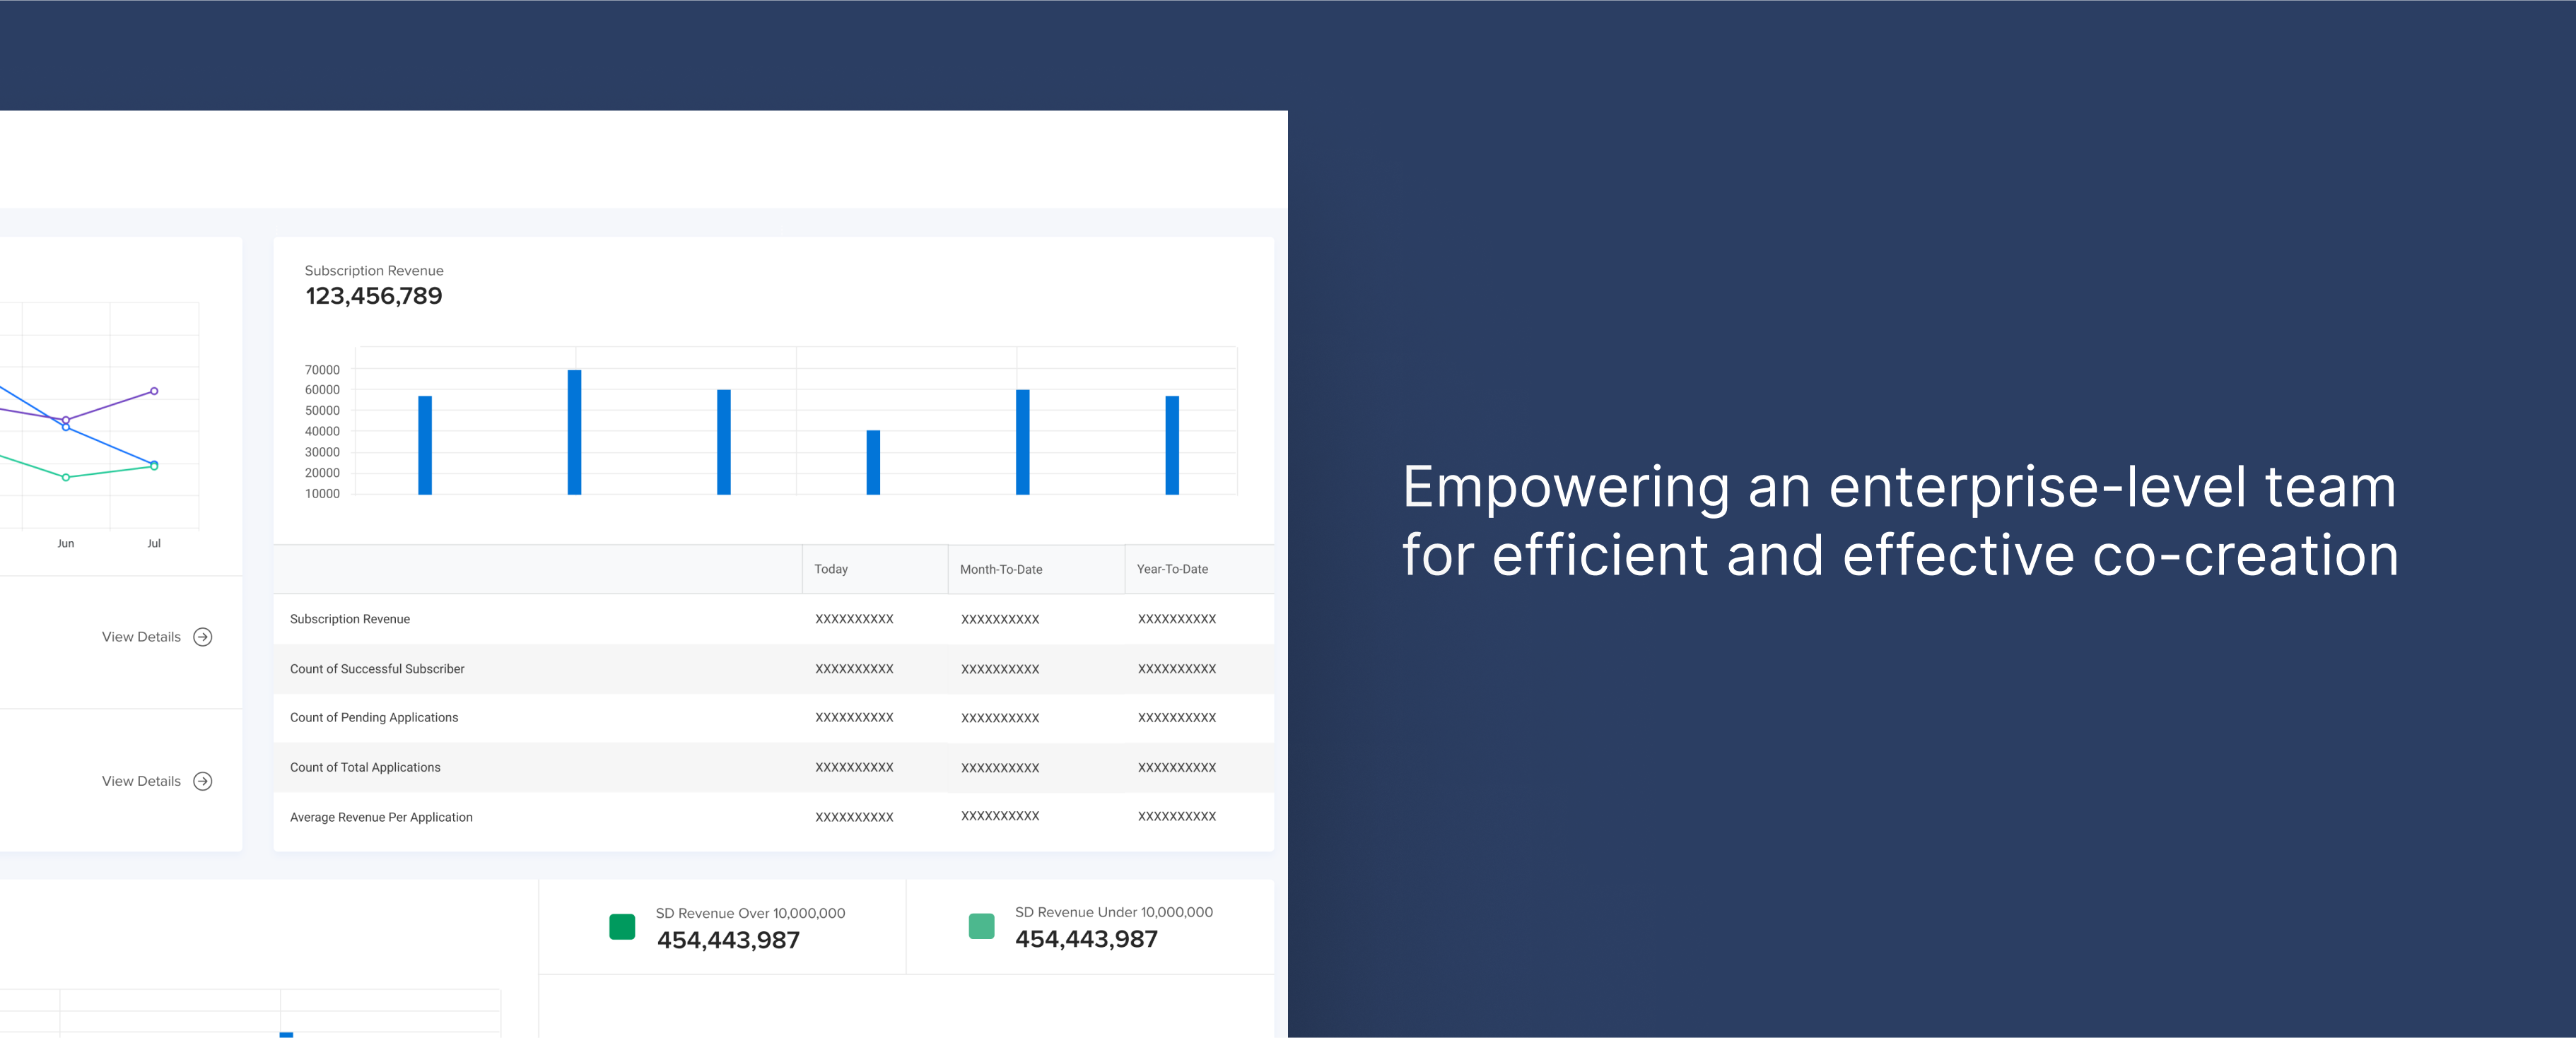 Subscription Revenue
123,456,789
70000
60000
50000
40000
30000
20000
10000
Jun Jul
Today Month-To-Date Year-To-Date
Subscription Revenue XXXXXXXXXX XXXXXXXXXX XXXXXXXXXX
Count of Successful Subscriber XXXXXXXXXX XXXXXXXXXX XXXXXXXXXX
Count of Pending Applications XXXXXXXXXX XXXXXXXXXX XXXXXXXXXX
Count of Total Applications XXXXXXXXXX XXXXXXXXXX XXXXXXXXXX
Average Revenue Per Application XXXXXXXXXX XXXXXXXXXX XXXXXXXXXX
View Details
View Details
SD Revenue Over 10,000,000
454,443,987
SD Revenue Under 10,000,000
454,443,987
Empowering an enterprise-level team
for efficient and effective co-creation